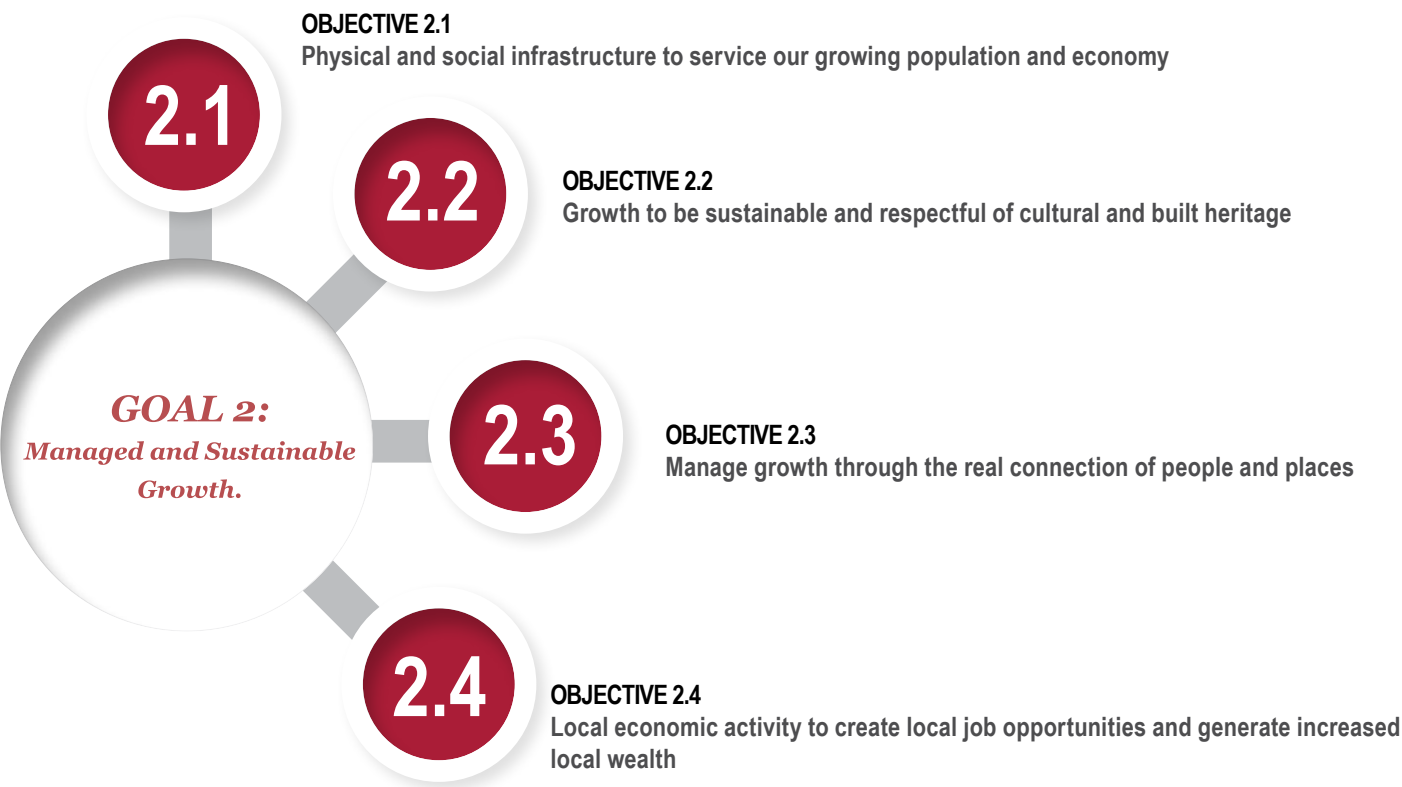 OBJECTIVE 2.1
Physical and social infrastructure to service our growing population and economy
2.1
2.2
OBJECTIVE 2.2
Growth to be sustainable and respectful of cultural and built heritage
GOAL 2:
Managed and Sustainable
Growth.
2.3
OBJECTIVE 2.3
Manage growth through the real connection of people and places
2.4
OBJECTIVE 2.4
Local economic activity to create local job opportunities and generate increased
local wealth